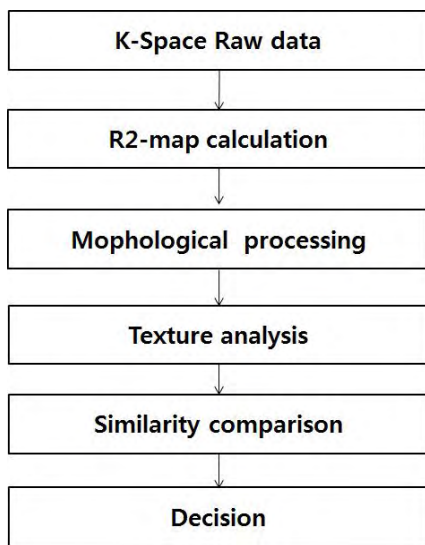 K-Space Raw data
R2-map calculation
Mophological processing
Texture analysis
Similarity comparison
Decision